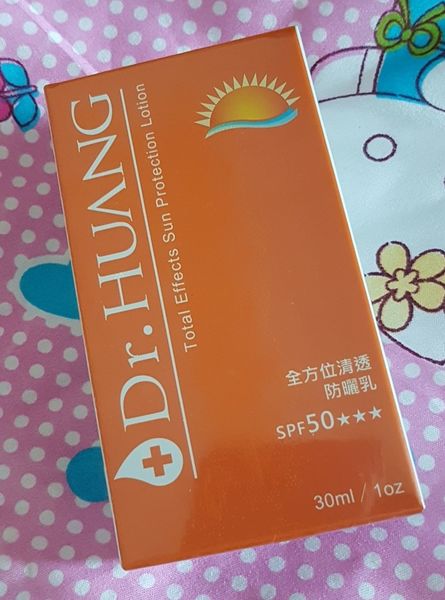 Dr. HUANG
Total Effects Sun Protection Lotion
全方位清透
防曬乳
SPF50★★★
30ml / 1oz